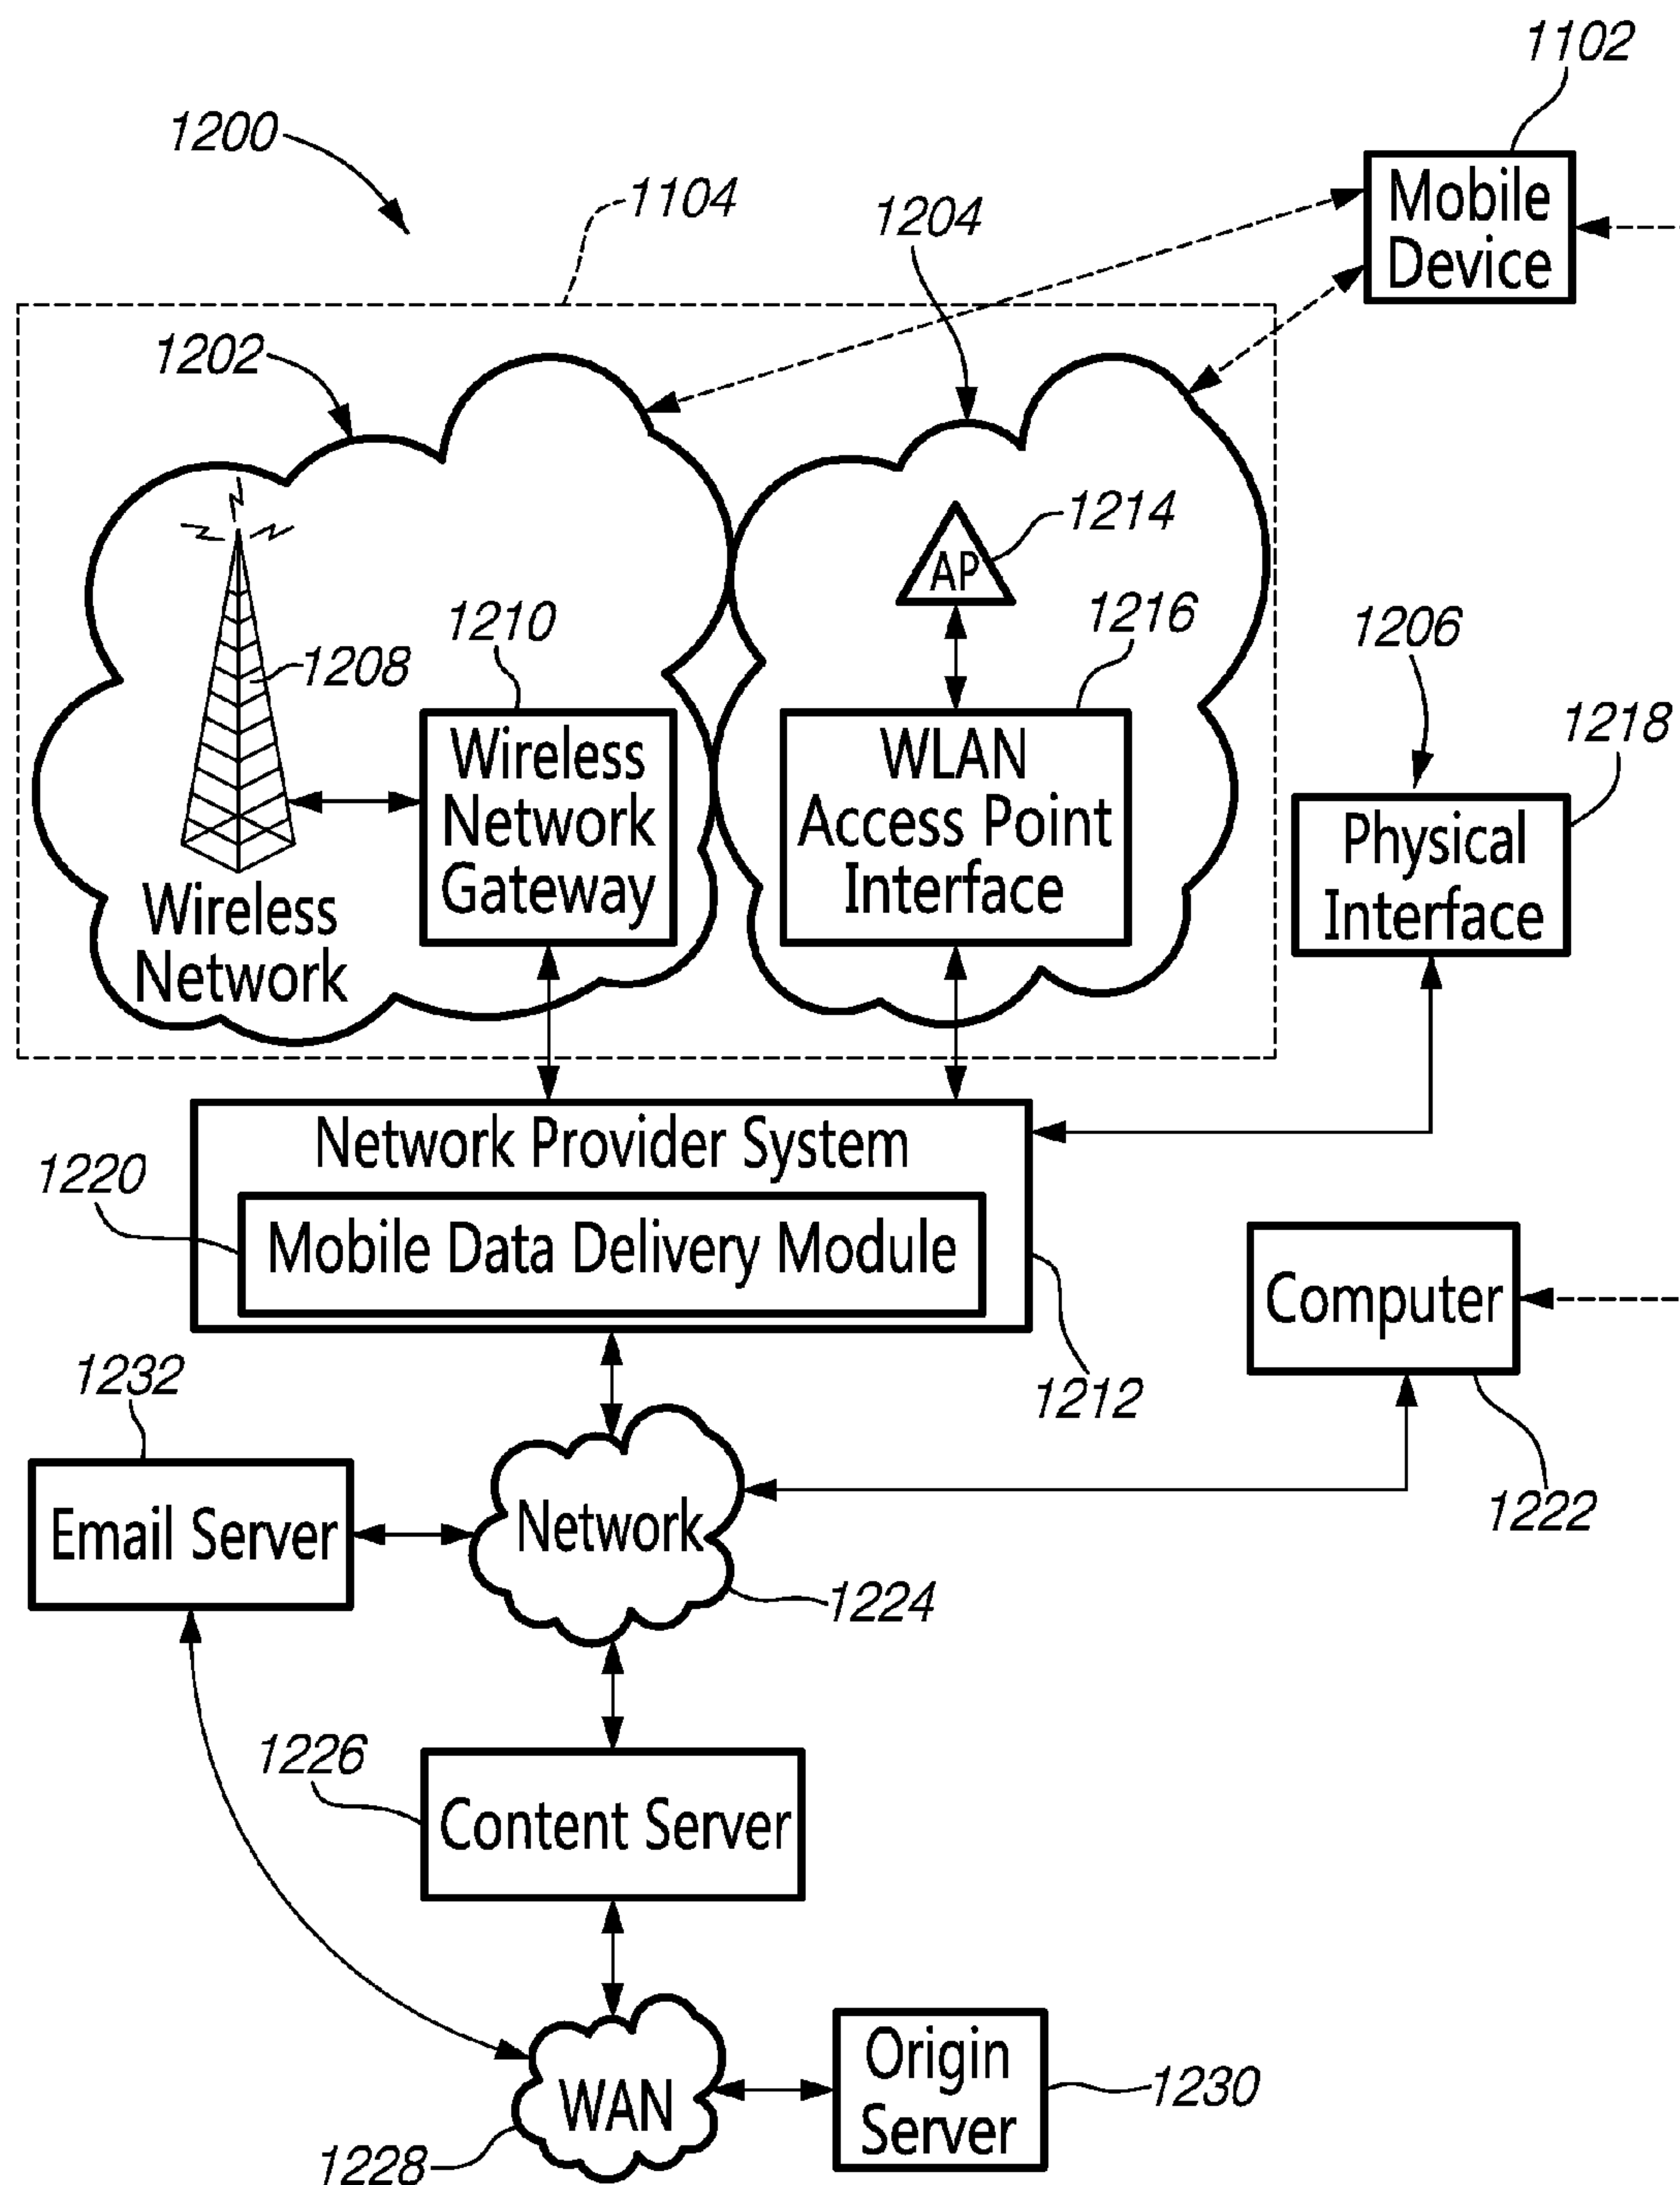 1102
1200
Mobile
Device
1104
1204
1202
AP
1214
1210
1216
1206
1208
1218
Wireless
Network
Gateway
WLAN
Access Point
Interface
Physical
Interface
Wireless
Network
Network Provider System
1220
Mobile Data Delivery Module
Computer
1232
1212
Email Server
Network
1222
1224
1226
Content Server
Origin
Server
1230
WAN
1228